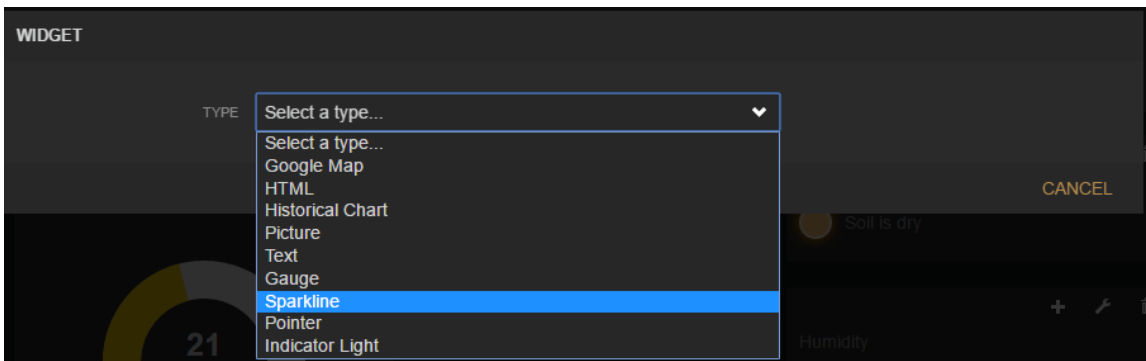 WIDGET
TYPE
Select a type...
Select a type...
Google Map
HTML
Historical Chart
Picture
Text
Gauge
Sparkline
Pointer
Indicator Light
CANCEL
Soil is dry
21
Humidity